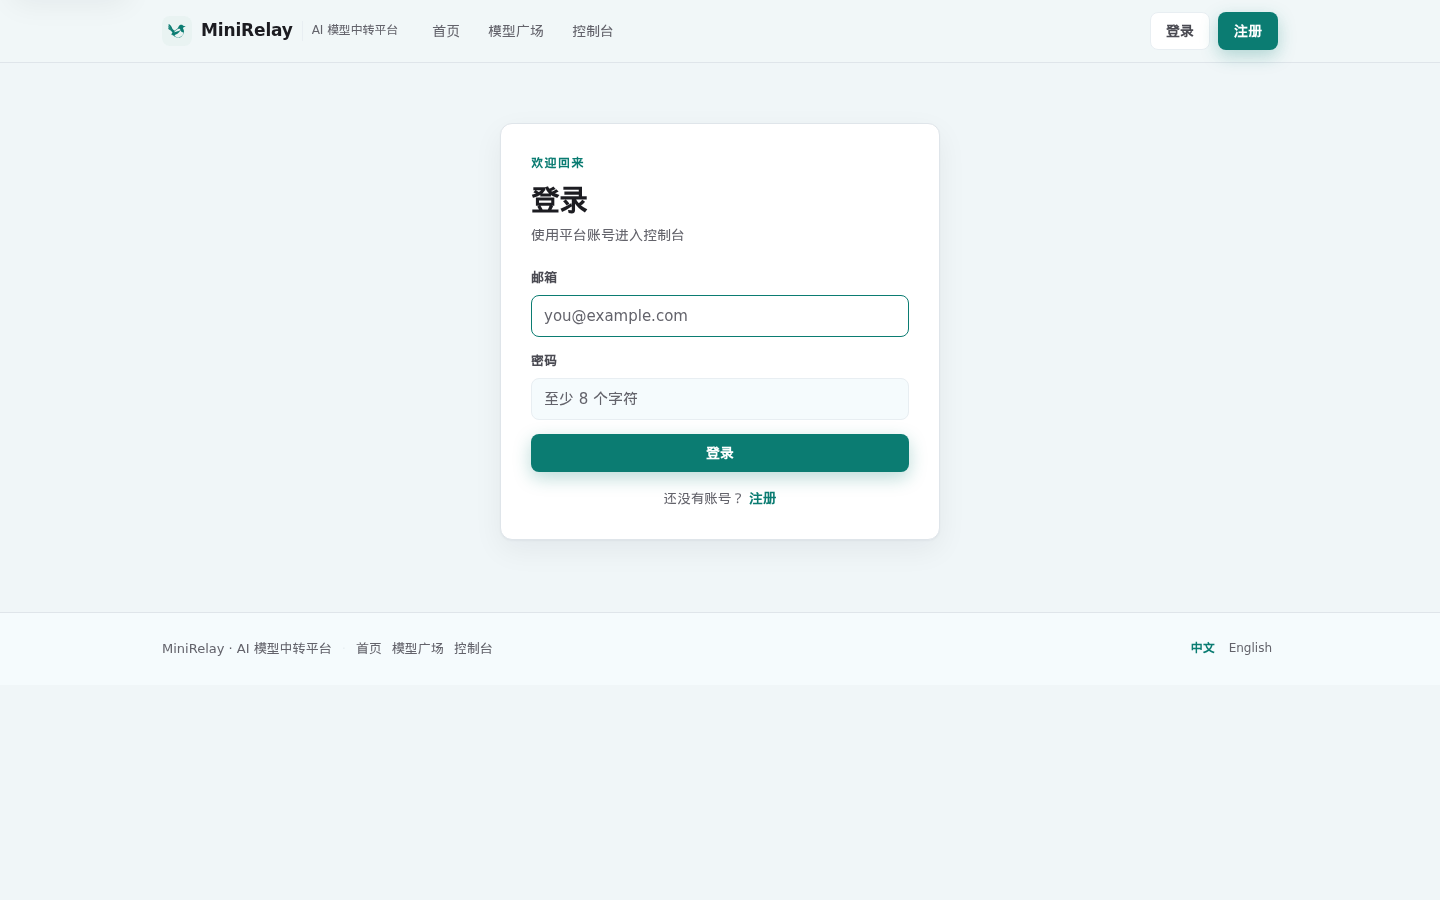 MiniRelay AI 模型中转平台 首页 模型广场 控制台 登录 注册
欢迎回来
登录
使用平台账号进入控制台
邮箱
you@example.com
密码
至少 8 个字符
登录
还没有账号？ 注册
MiniRelay · AI 模型中转平台 首页 模型广场 控制台 中文 English